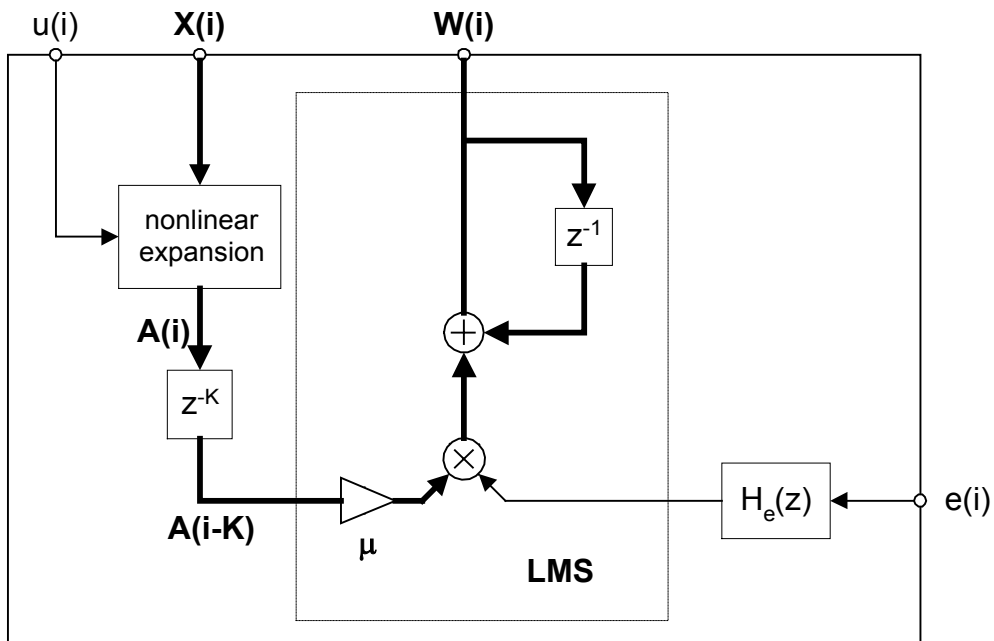 u(i)
X(i)
W(i)
nonlinear
expansion
z⁻¹
A(i)
+
z⁻ᴷ
×
A(i-K)
μ
Hₑ(z)
e(i)
LMS